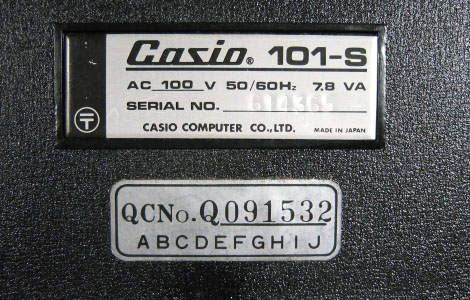 Casio® 101-S
AC 100 V 50/60Hz 7.8 VA
SERIAL NO. 614365
CASIO COMPUTER CO.,LTD. MADE IN JAPAN
QCNo. Q091532
ABCDEFGHIJ